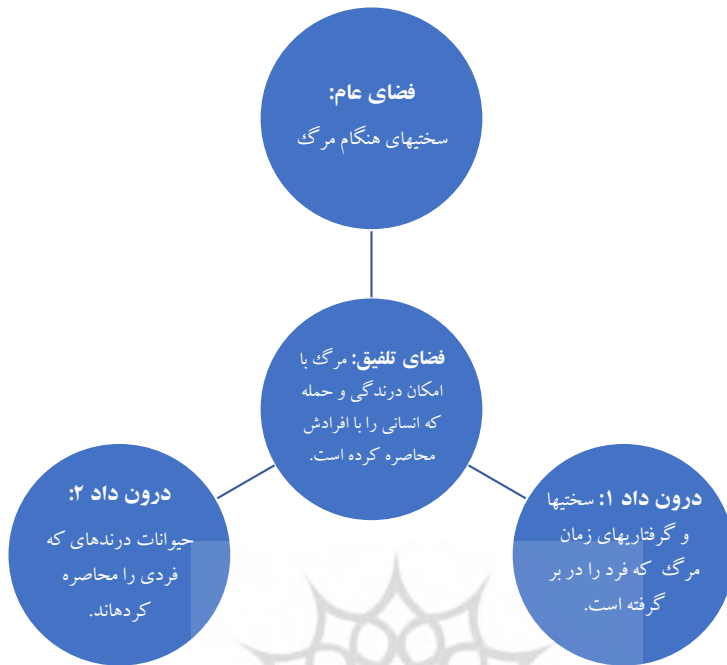 فضای عام:
سختیهای هنگام مرگ
فضای تلفیق: مرگ با
امکان درندگی و حمله
که انسانی را با افرادش
محاصره کرده است.
درون داد ۱: سختیها
و گرفتاریهای زمان
مرگ که فرد را در بر
گرفته است.
درون داد ۲:
حیوانات درندهای که
فردی را محاصره
کردهاند.